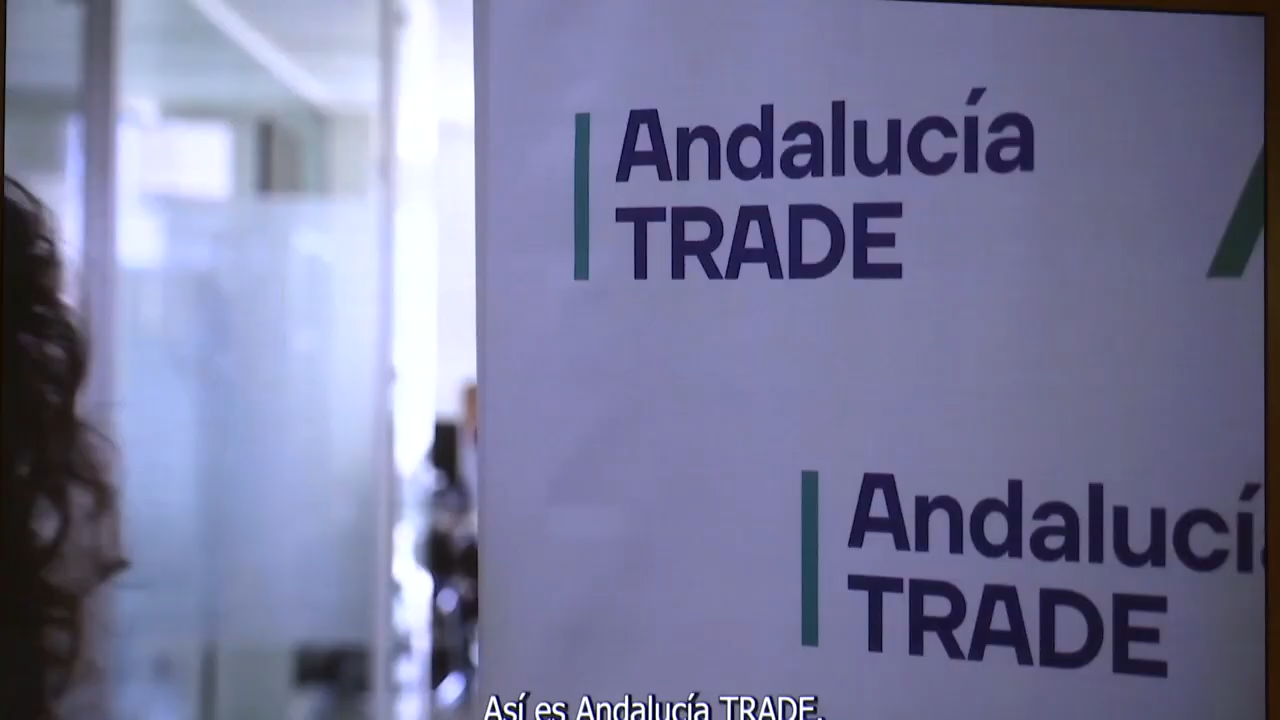 Andalucía
TRADE
Andalucí
TRADE
Así es Andalucía TRADE.